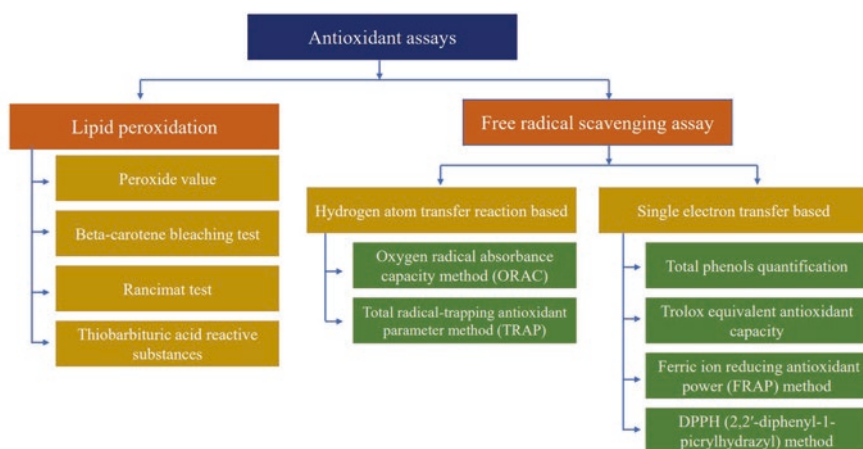 Antioxidant assays
Lipid peroxidation
Peroxide value
Beta-carotene bleaching test
Rancimat test
Thiobarbituric acid reactive
substances
Free radical scavenging assay
Hydrogen atom transfer reaction based
Oxygen radical absorbance
capacity method (ORAC)
Total radical-trapping antioxidant
parameter method (TRAP)
Single electron transfer based
Total phenols quantification
Trolox equivalent antioxidant
capacity
Ferric ion reducing antioxidant
power (FRAP) method
DPPH (2,2′-diphenyl-1-
picrylhydrazyl) method